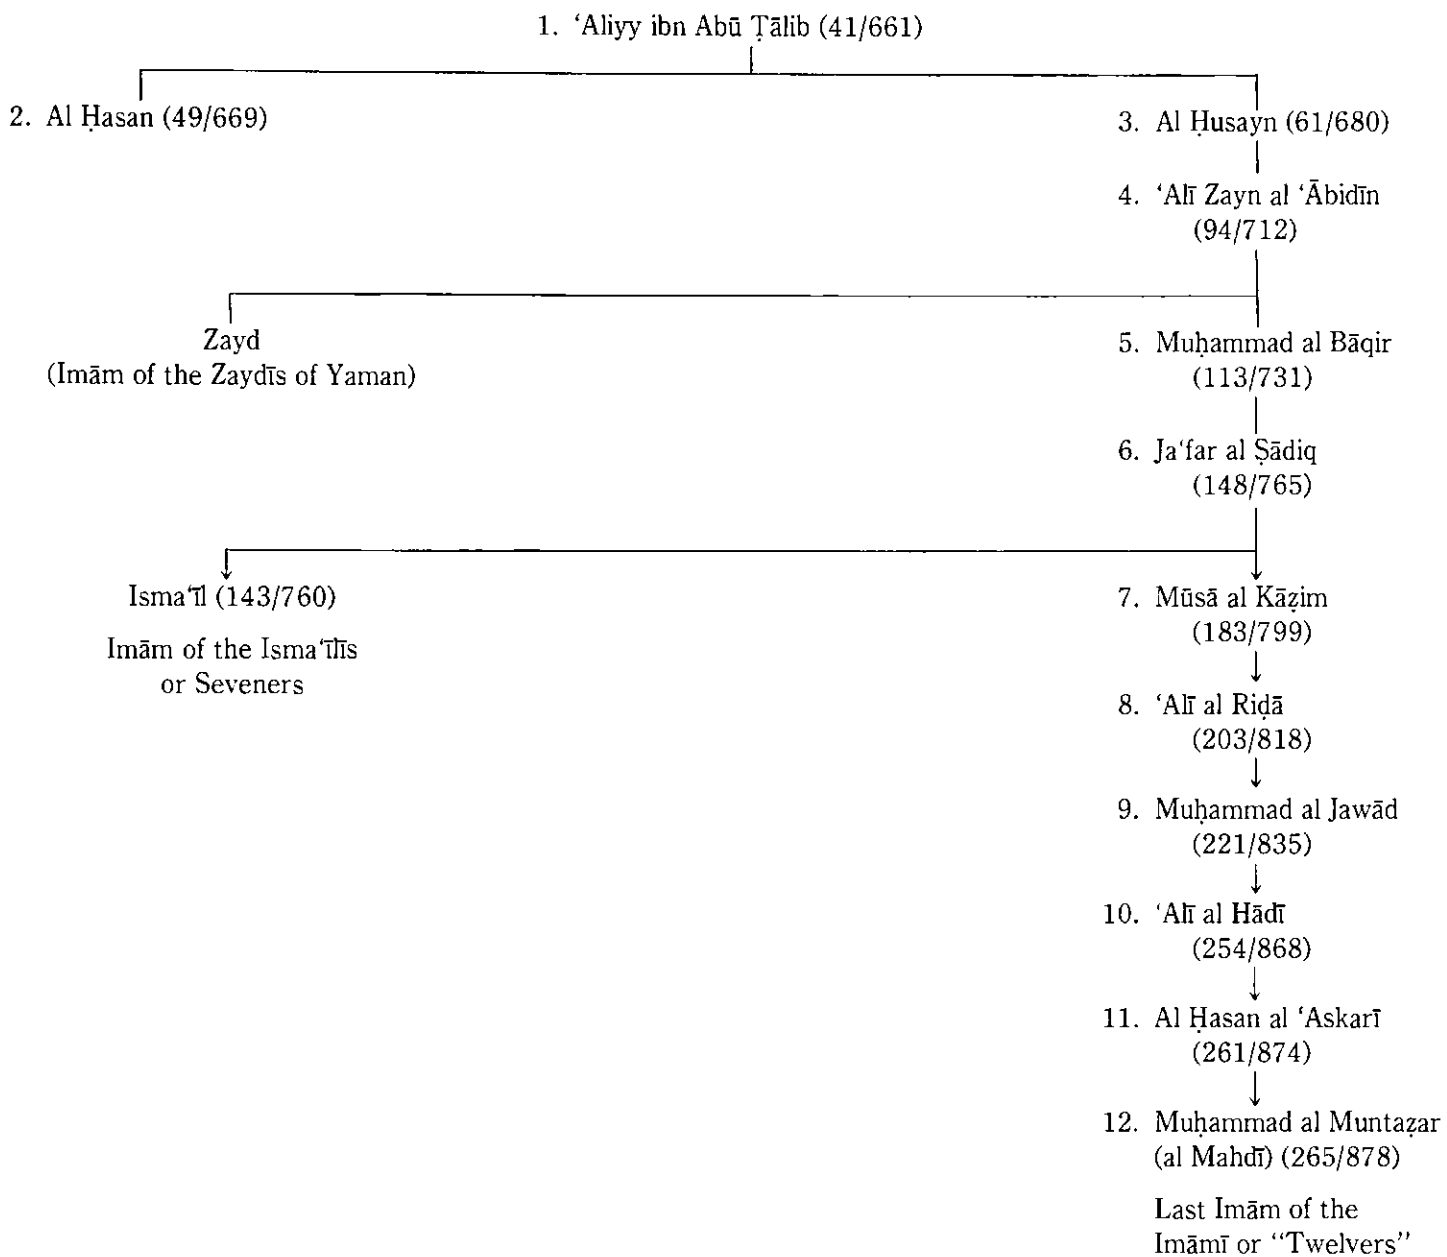 1. ‘Aliyy ibn Abū Ṭālib (41/661)
2. Al Ḥasan (49/669)
3. Al Ḥusayn (61/680)
4. ‘Alī Zayn al ‘Ābidīn
(94/712)
Zayd
(Imām of the Zaydīs of Yaman)
5. Muḥammad al Bāqir
(113/731)
6. Ja‘far al Ṣādiq
(148/765)
Isma‘īl (143/760)
Imām of the Isma‘īlīs
or Seveners
7. Mūsā al Kāẓim
(183/799)
8. ‘Alī al Riḍā
(203/818)
9. Muḥammad al Jawād
(221/835)
10. ‘Alī al Hādī
(254/868)
11. Al Ḥasan al ‘Askarī
(261/874)
12. Muḥammad al Muntaẓar
(al Mahdī) (265/878)
Last Imām of the
Imāmī or “Twelvers”